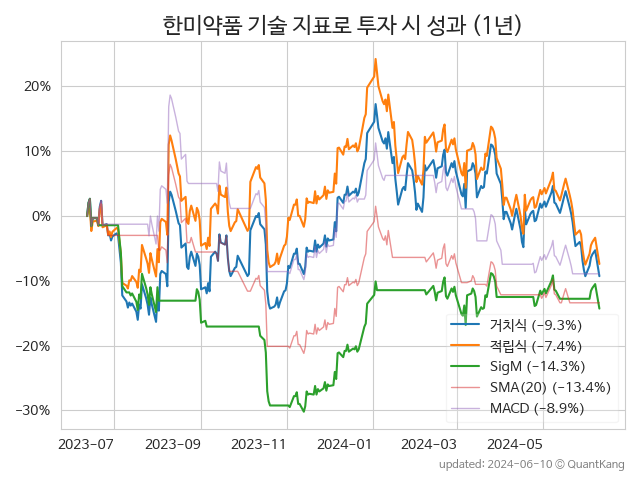 한미약품 기술 지표로 투자 시 성과 (1년)
20%
10%
0%
−10%
−20%
−30%
거치식 (−9.3%)
적립식 (−7.4%)
SigM (−14.3%)
SMA(20) (−13.4%)
MACD (−8.9%)
2023-07 2023-09 2023-11 2024-01 2024-03 2024-05
updated: 2024-06-10 © QuantKang